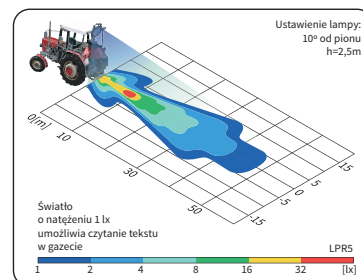 Ustawienie lampy:
10º od pionu
h=2,5m
0[m]
10
30
50
-15
-5
0
5
15
Światło
o natężeniu 1 lx
umożliwia czytanie tekstu
w gazecie
LPR5
1 2 4 8 16 32 [lx]